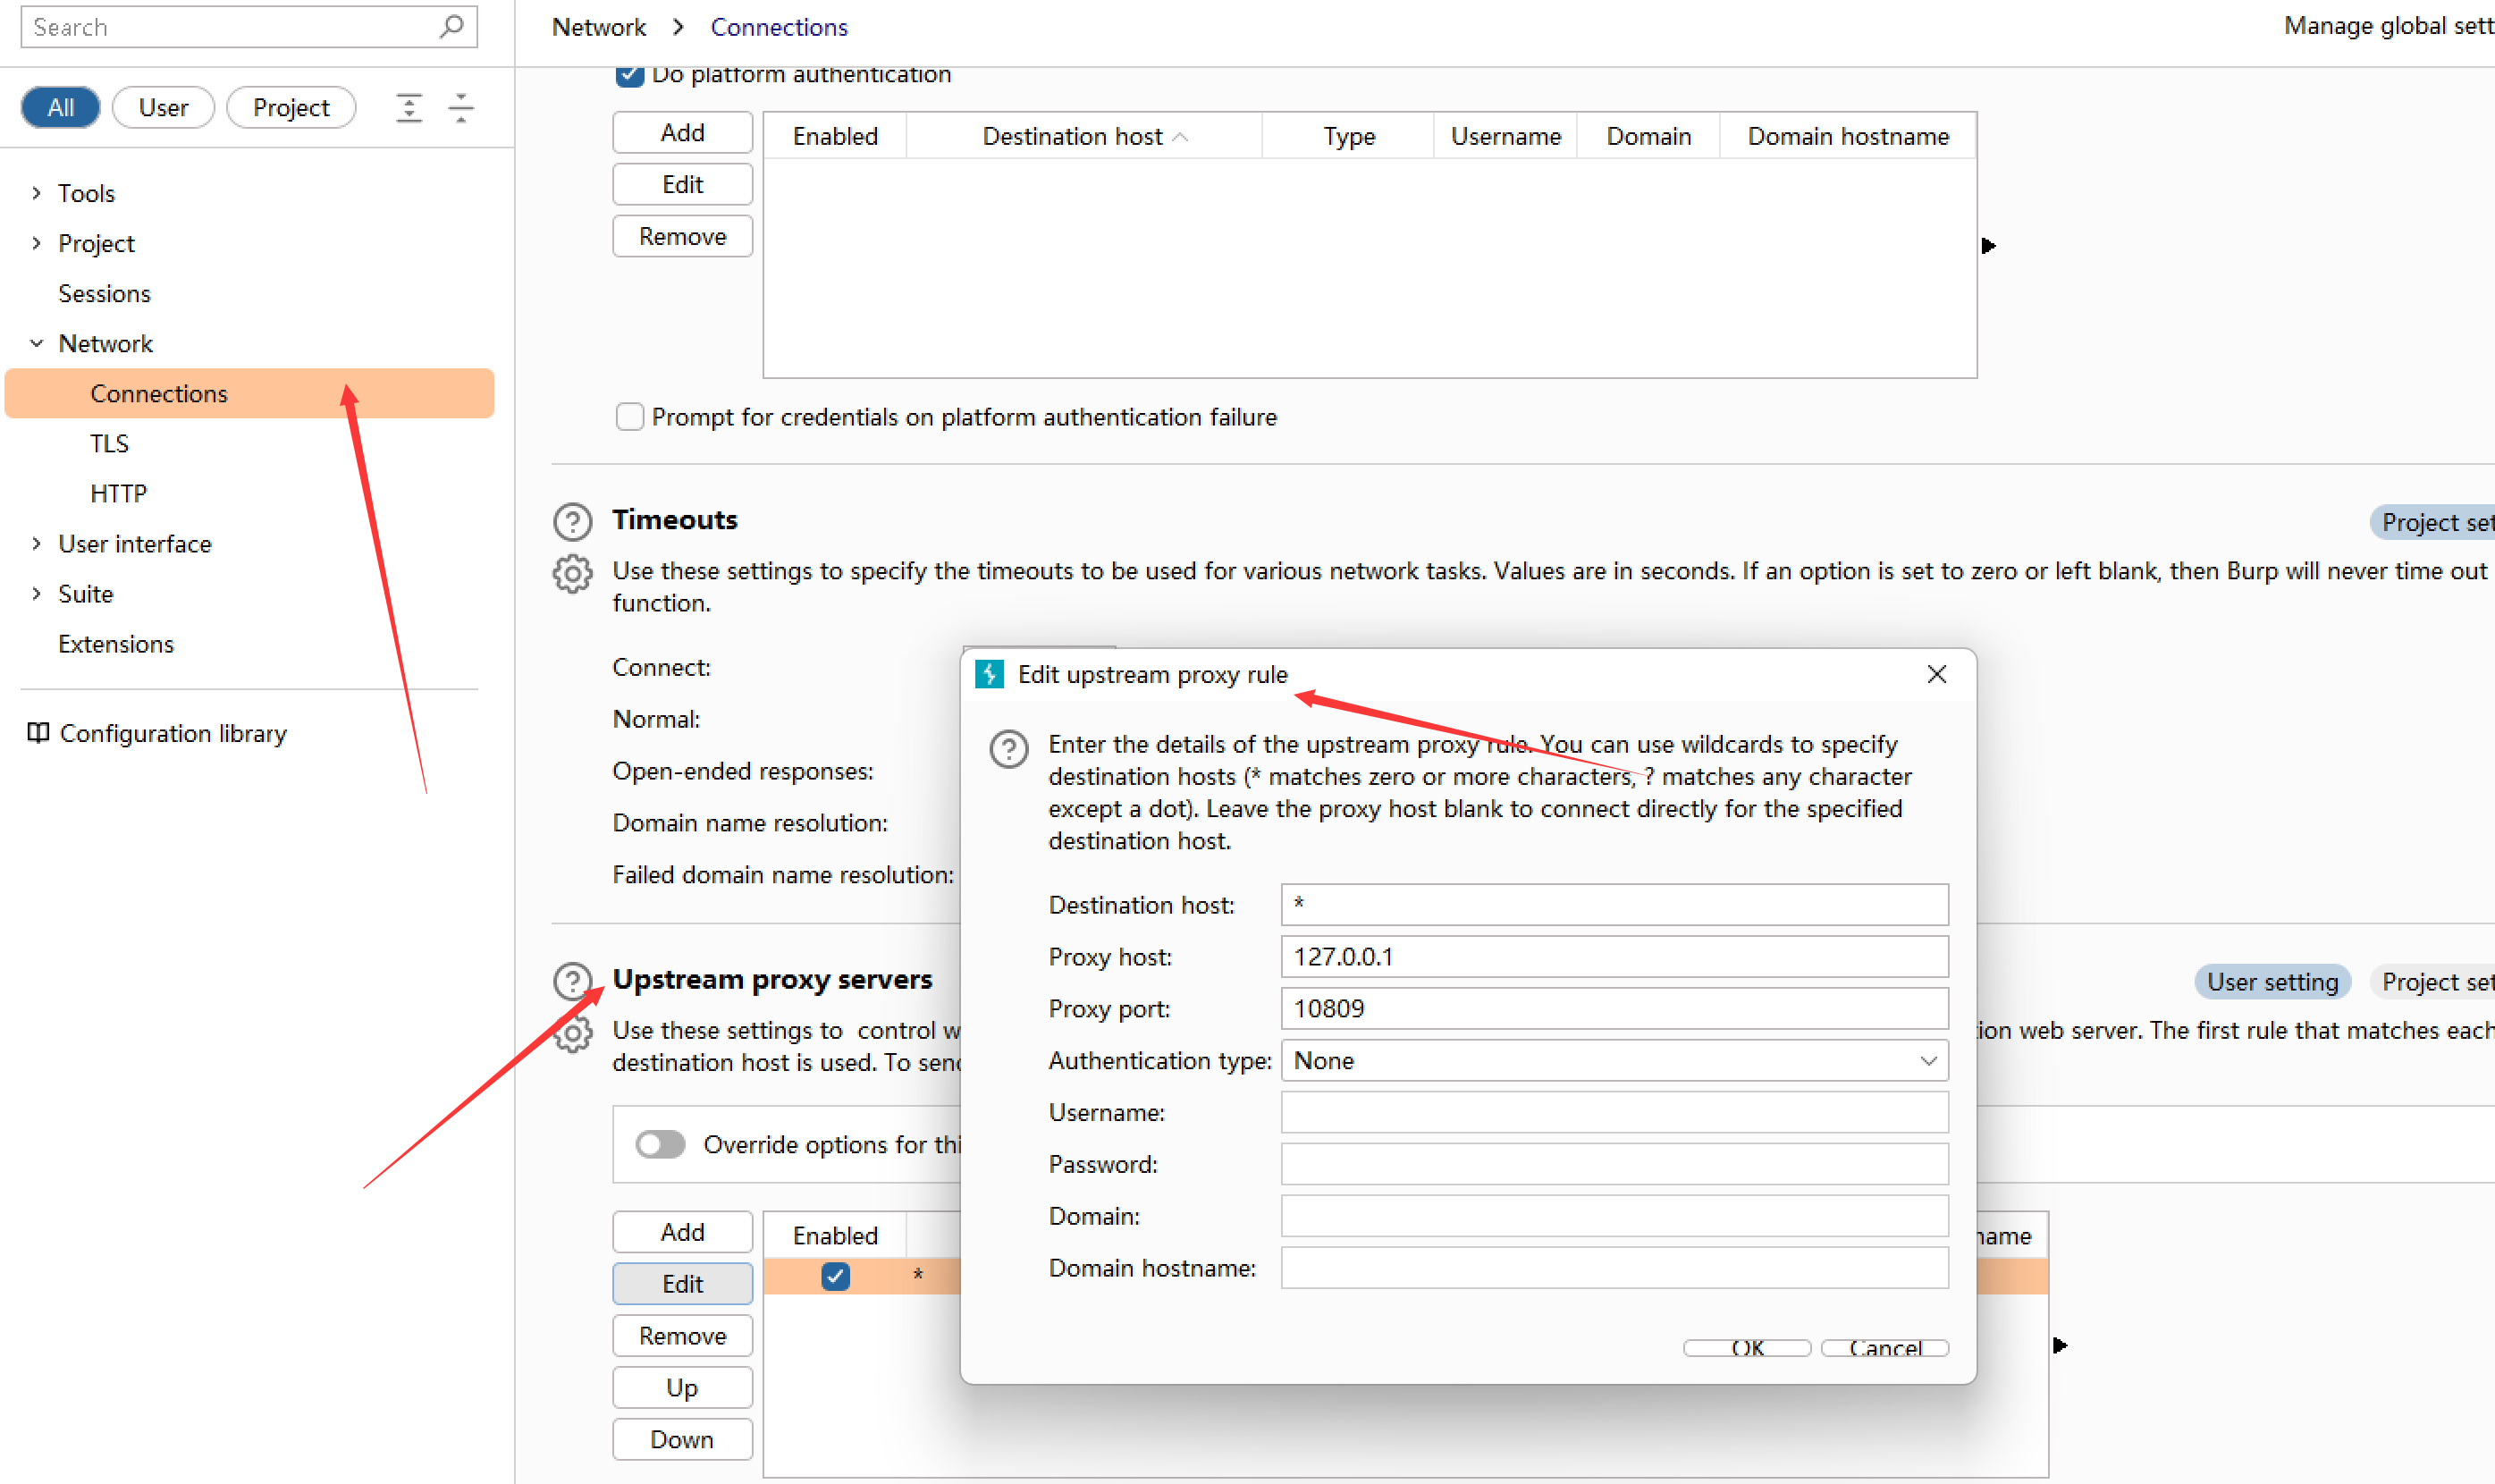 Search
Network > Connections
Manage global sett
All
User
Project
Do platform authentication
Add
Edit
Remove
Enabled
Destination host
Type
Username
Domain
Domain hostname
Tools
Project
Sessions
Network
Connections
TLS
HTTP
User interface
Suite
Extensions
Configuration library
Prompt for credentials on platform authentication failure
Timeouts
Project set
Use these settings to specify the timeouts to be used for various network tasks. Values are in seconds. If an option is set to zero or left blank, then Burp will never time out
function.
Connect:
Normal:
Open-ended responses:
Domain name resolution:
Failed domain name resolution:
Upstream proxy servers
User setting
Project set
Use these settings to control w
ion web server. The first rule that matches each
destination host is used. To send
Override options for thi
Add
Edit
Remove
Up
Down
Enabled
name
*
Edit upstream proxy rule
Enter the details of the upstream proxy rule. You can use wildcards to specify
destination hosts (* matches zero or more characters, ? matches any character
except a dot). Leave the proxy host blank to connect directly for the specified
destination host.
Destination host: *
Proxy host: 127.0.0.1
Proxy port: 10809
Authentication type: None
Username:
Password:
Domain:
Domain hostname:
OK
Cancel